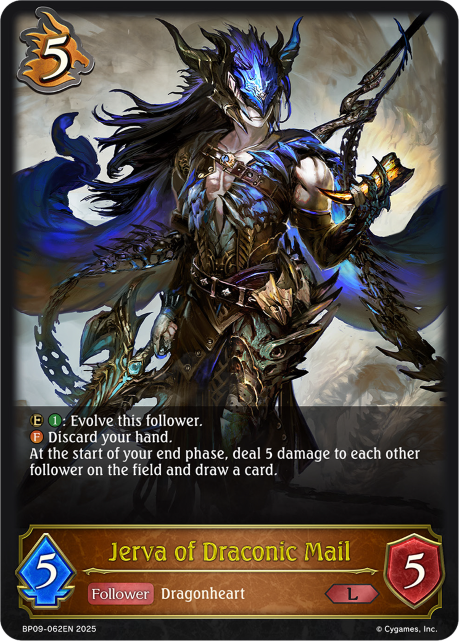 5
E 1: Evolve this follower.
F Discard your hand.
At the start of your end phase, deal 5 damage to each other
follower on the field and draw a card.
Jerva of Draconic Mail
5
Follower Dragonheart
L
5
BP09-062EN 2025
© Cygames, Inc.